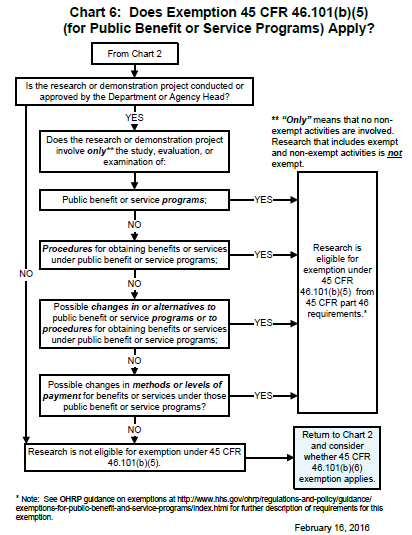 Chart 6:  Does Exemption 45 CFR 46.101(b)(5)
(for Public Benefit or Service Programs) Apply?
From Chart 2
Is the research or demonstration project conducted or
approved by the Department or Agency Head?
YES
** “Only” means that no non-
exempt activities are involved.
Research that includes exempt
and non-exempt activities is not
exempt.
Does the research or demonstration project
involve only** the study, evaluation, or
examination of:
Public benefit or service programs;
YES
NO
Procedures for obtaining benefits or services
under public benefit or service programs;
YES
NO
NO
Possible changes in or alternatives to
public benefit or service programs or to
procedures for obtaining benefits or services
under public benefit or service programs;
YES
NO
Possible changes in methods or levels of
payment for benefits or services under those
public benefit or service programs?
YES
NO
Research is
eligible for
exemption under
45 CFR
46.101(b)(5)  from
45 CFR part 46
requirements.*
Research is not eligible for exemption under 45 CFR
46.101(b)(5).
Return to Chart 2
and consider
whether 45 CFR
46.101(b)(6)
exemption applies.
* Note:  See OHRP guidance on exemptions at http://www.hhs.gov/ohrp/regulations-and-policy/guidance/
exemptions-for-public-benefit-and-service-programs/index.html for further description of requirements for this
exemption.
February 16, 2016